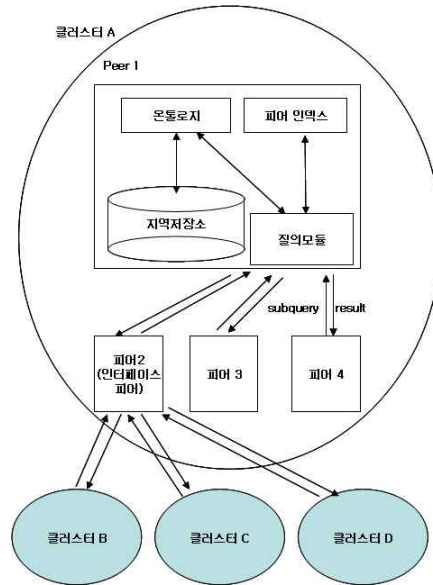 클러스터 A
Peer 1
온톨로지
피어 인덱스
지역저장소
질의모듈
subquery
result
피어2
(인터페이스
피어)
피어 3
피어 4
클러스터 B
클러스터 C
클러스터 D